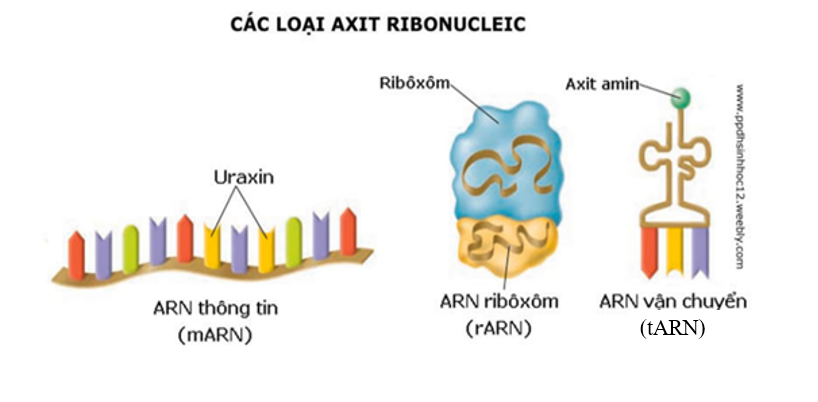 CÁC LOẠI AXIT RIBONUCLEIC
Ribôxôm
Axit amin
Uraxin
www.ppdhsinhhoc12.weebly.com
ARN thông tin
(mARN)
ARN ribôxôm
(rARN)
ARN vận chuyển
(tARN)